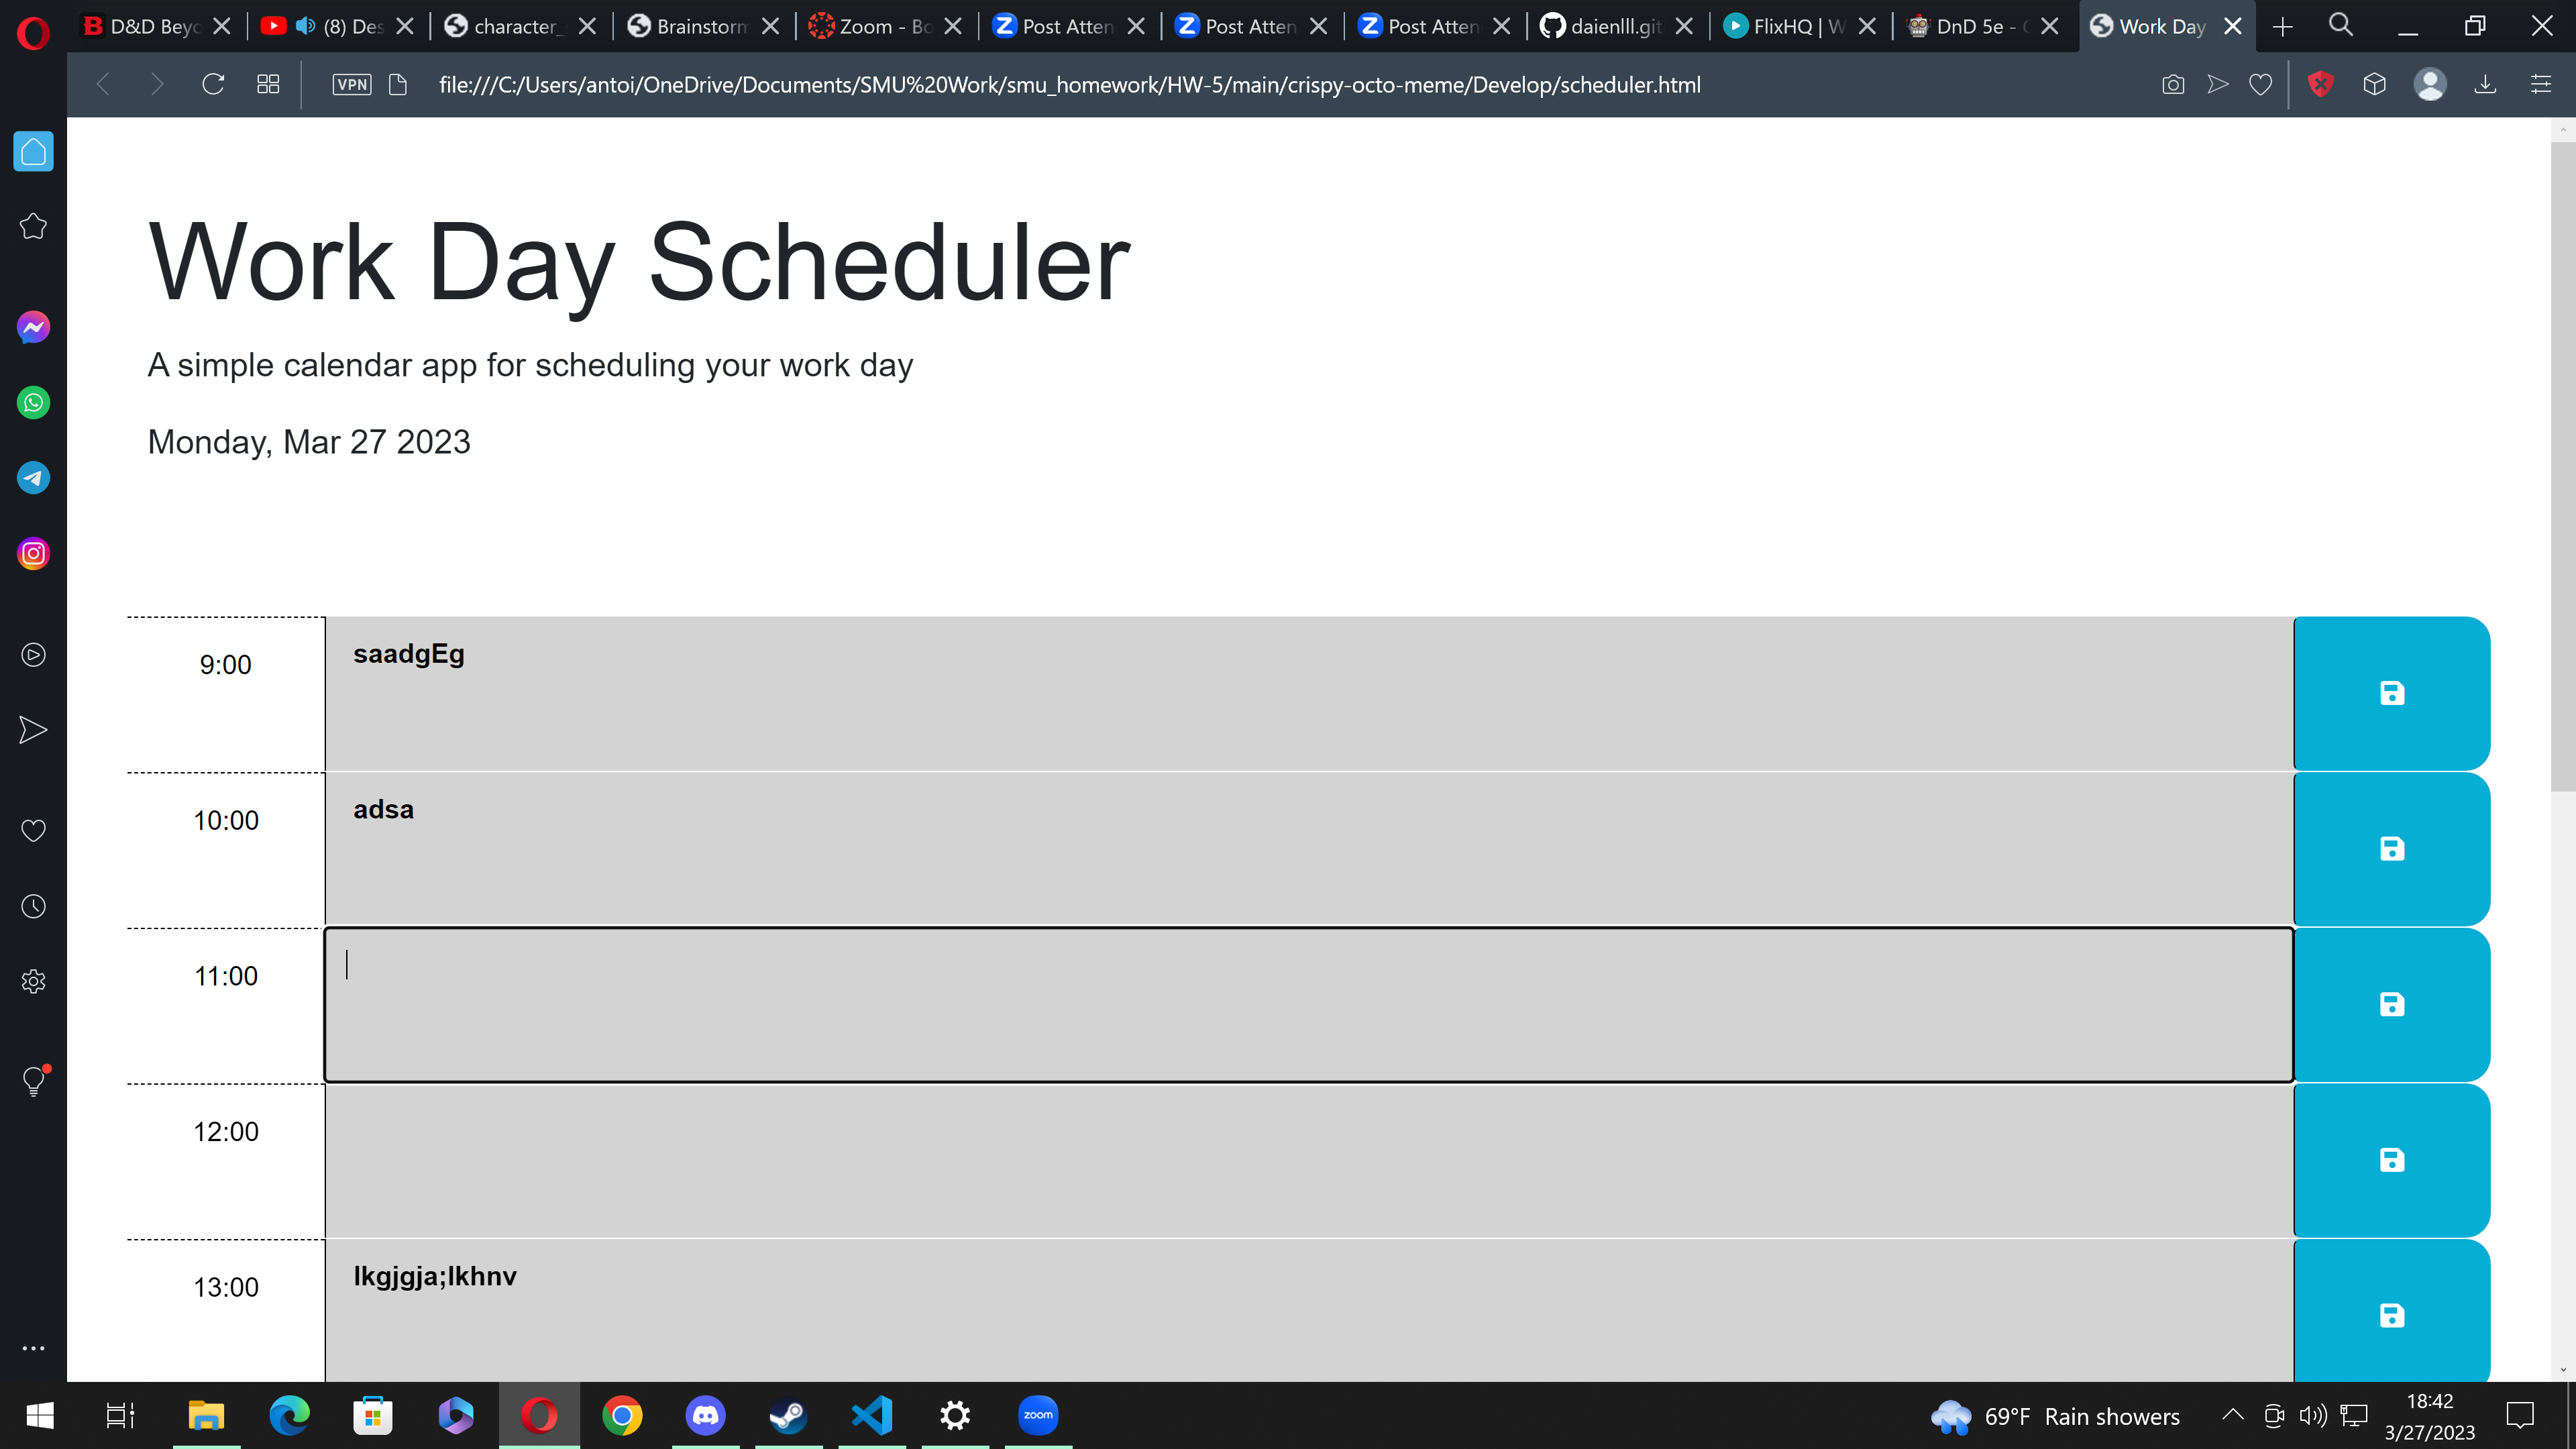 D&D Beyo
(8) Des
character_
Brainstorm
Zoom - Bo
Post Atten
Post Atten
Post Atten
daienlll.git
FlixHQ | W
DnD 5e - C
Work Day
VPN
file:///C:/Users/antoi/OneDrive/Documents/SMU%20Work/smu_homework/HW-5/main/crispy-octo-meme/Develop/scheduler.html
Work Day Scheduler
A simple calendar app for scheduling your work day
Monday, Mar 27 2023
9:00
saadgEg
10:00
adsa
11:00
12:00
13:00
lkgjgja;lkhnv
zoom
69°F Rain showers
18:42
3/27/2023